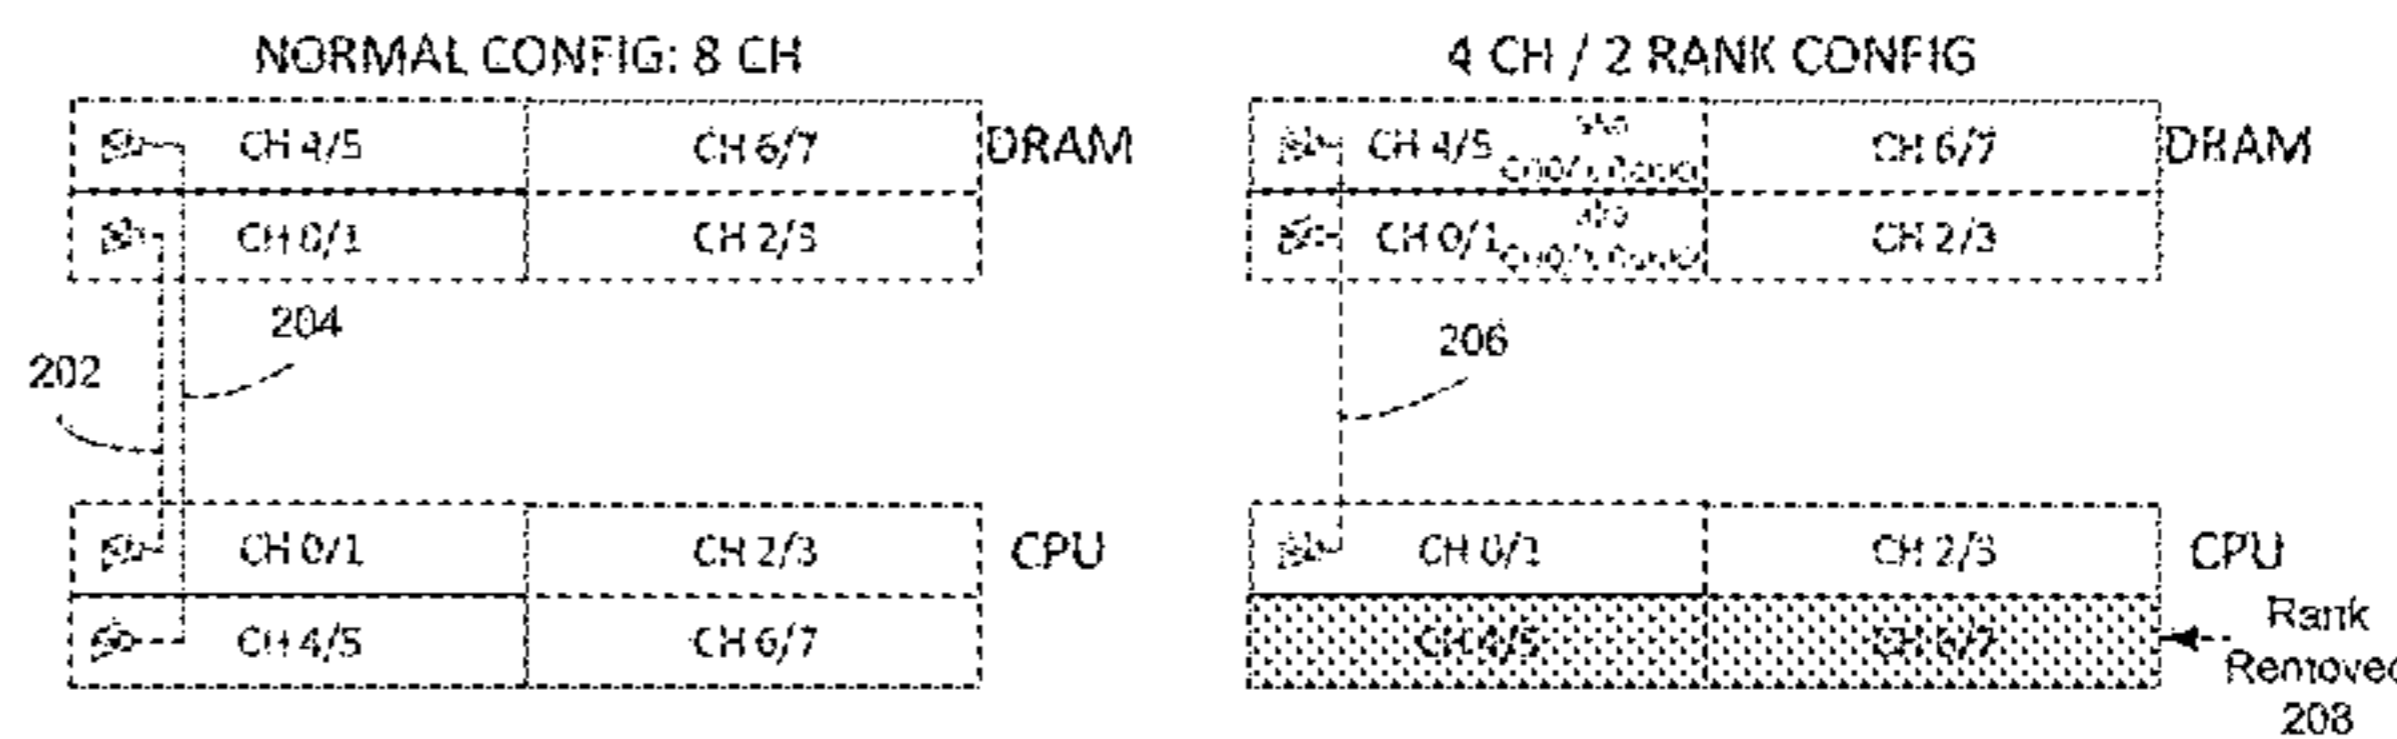 NORMAL CONFIG: 8 CH
CH 4/5
CH 6/7
DRAM
CH 0/1
CH 2/3
204
202
CH 0/1
CH 2/3
CPU
CH 4/5
CH 6/7
4 CH / 2 RANK CONFIG
CH 4/5
CH 6/7
DRAM
CH 0/1
CH 2/3
206
CH 0/1
CH 2/3
CPU
CH 4/5
CH 6/7
Rank
Removed
208